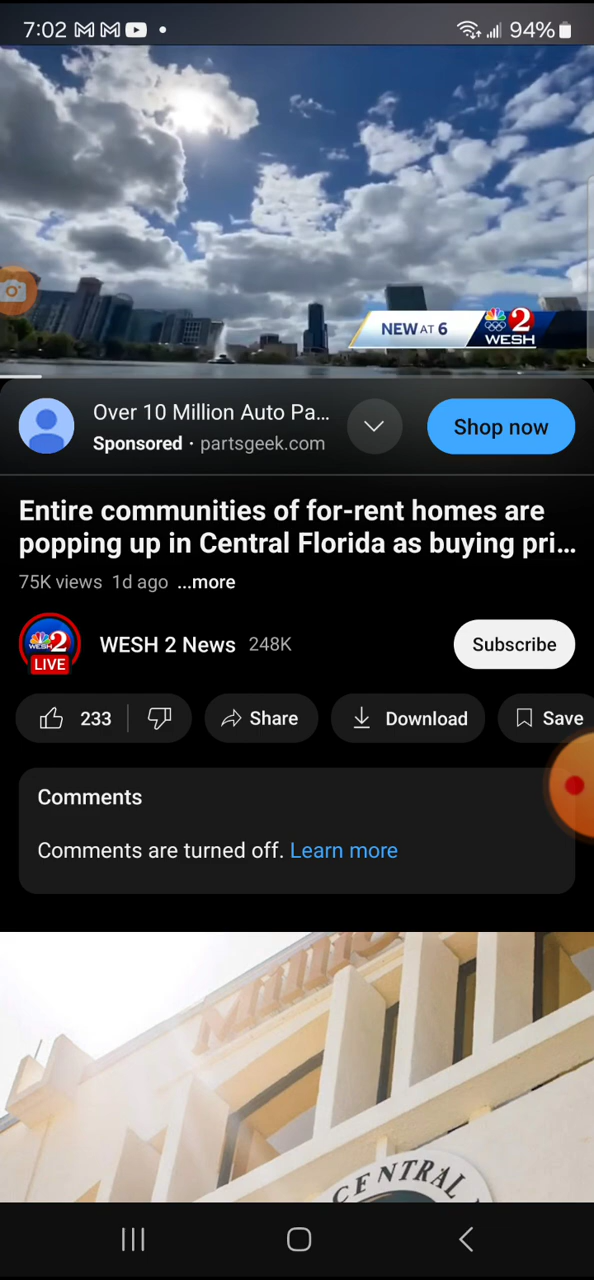 7:02
94%
NEW AT 6
2
WESH
Over 10 Million Auto Pa...
Sponsored · partsgeek.com
Shop now
Entire communities of for-rent homes are
popping up in Central Florida as buying pri...
75K views 1d ago ...more
WESH 2
LIVE
WESH 2 News 248K
Subscribe
233
Share
Download
Save
Comments
Comments are turned off. Learn more
CENTRAL